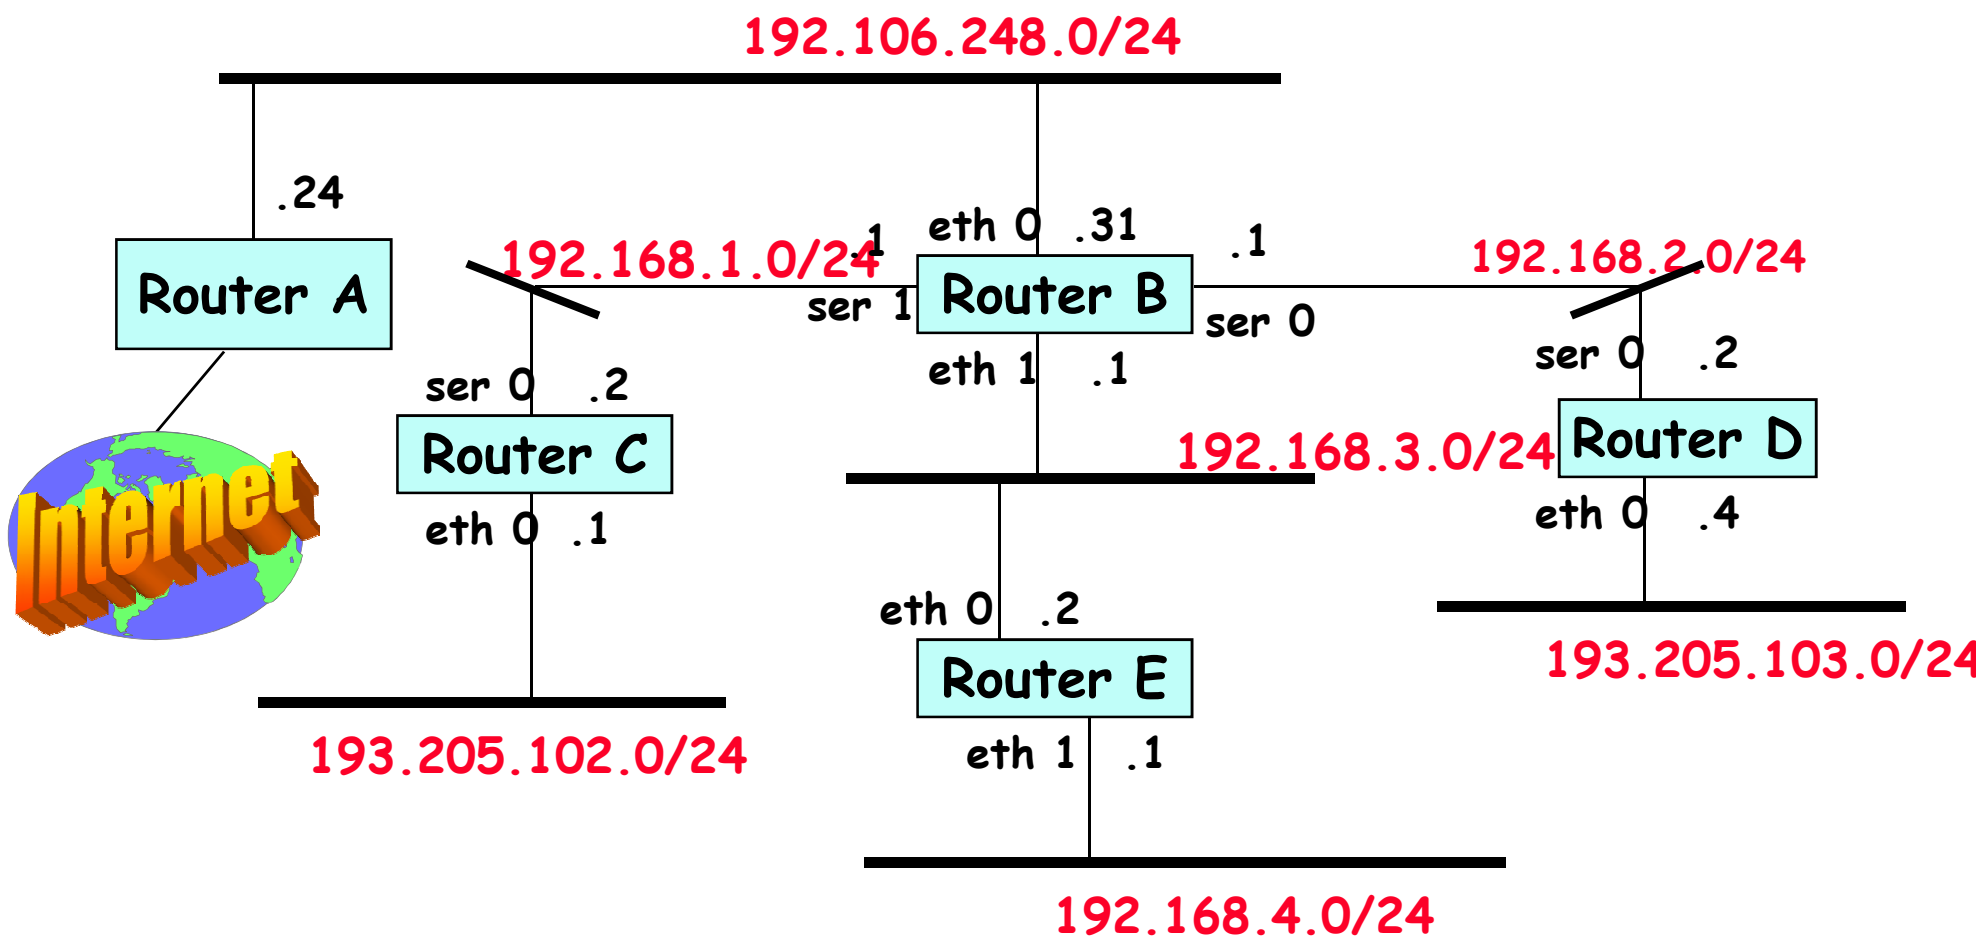 192.106.248.0/24
.24
eth 0 .31
.1
.1
192.168.1.0/24
192.168.2.0/24
Router A
Router B
ser 1
ser 0
eth 1 .1
ser 0 .2
ser 0 .2
Router C
192.168.3.0/24
Router D
Internet
eth 0 .1
eth 0 .4
eth 0 .2
Router E
193.205.103.0/24
193.205.102.0/24
eth 1 .1
192.168.4.0/24